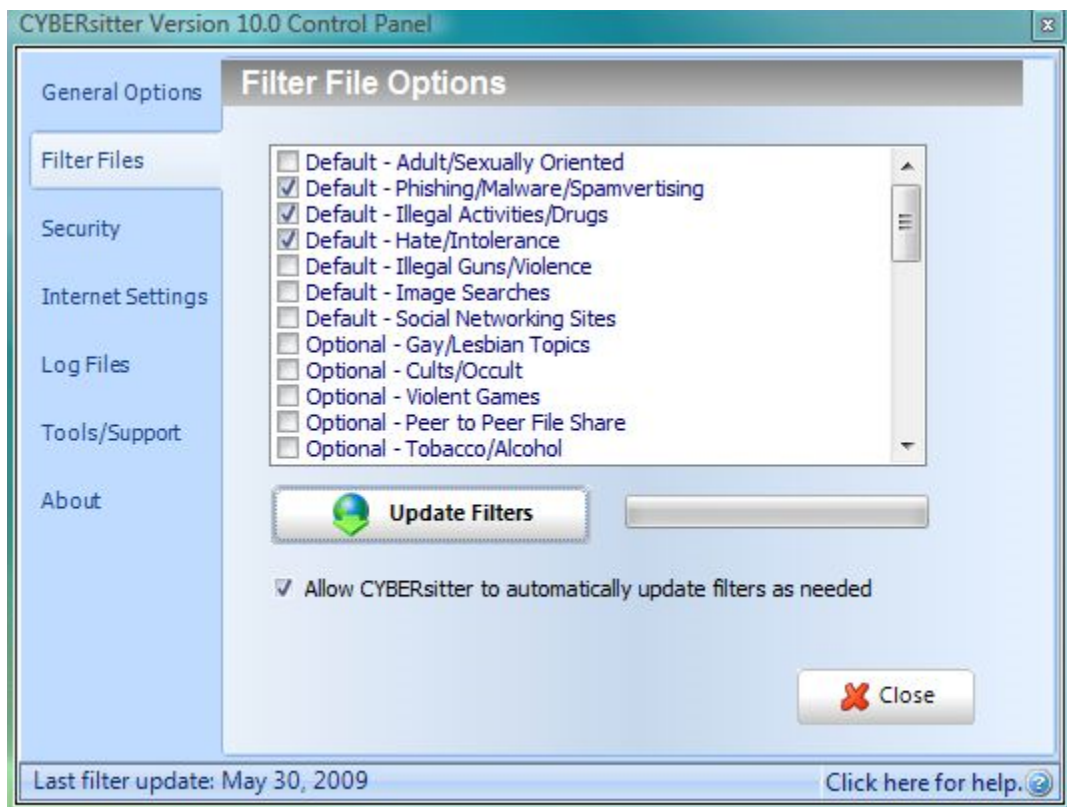 CYBERsitter Version 10.0 Control Panel
General Options
Filter Files
Security
Internet Settings
Log Files
Tools/Support
About
Filter File Options
Default - Adult/Sexually Oriented
Default - Phishing/Malware/Spamvertising
Default - Illegal Activities/Drugs
Default - Hate/Intolerance
Default - Illegal Guns/Violence
Default - Image Searches
Default - Social Networking Sites
Optional - Gay/Lesbian Topics
Optional - Cults/Occult
Optional - Violent Games
Optional - Peer to Peer File Share
Optional - Tobacco/Alcohol
Update Filters
Allow CYBERsitter to automatically update filters as needed
Close
Last filter update: May 30, 2009
Click here for help.